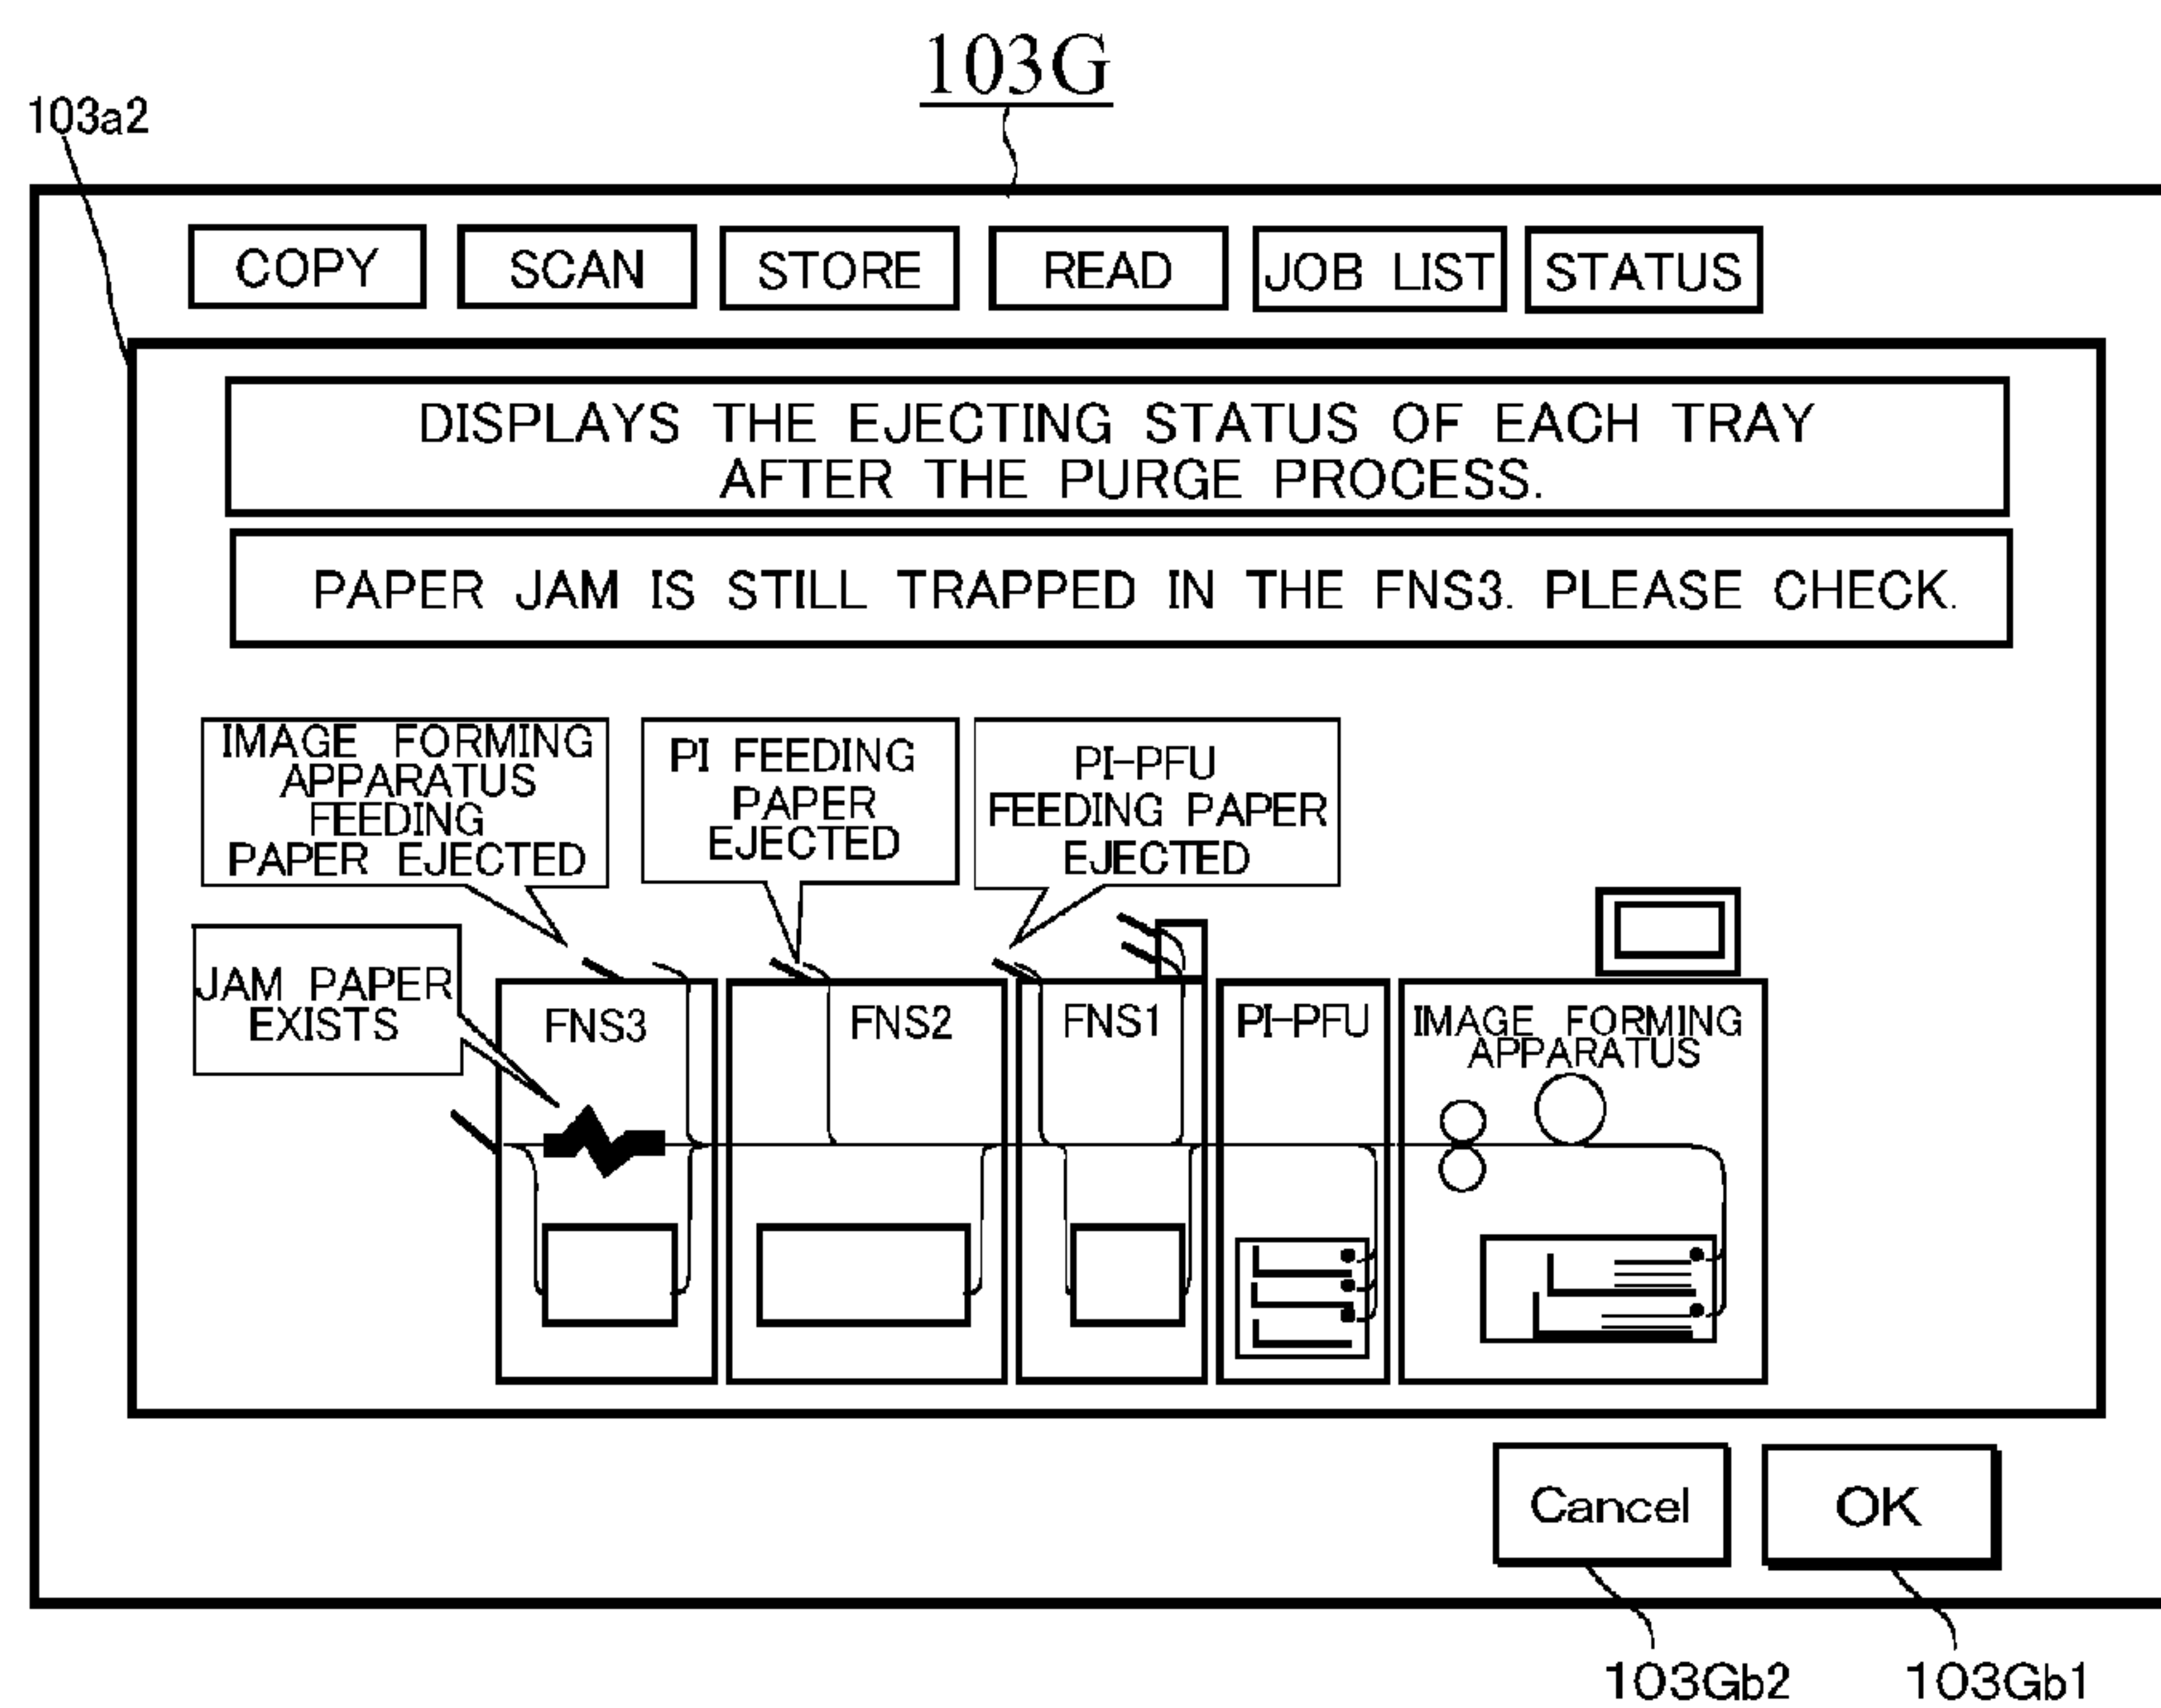 103G
103a2
COPY
SCAN
STORE
READ
JOB LIST
STATUS
DISPLAYS THE EJECTING STATUS OF EACH TRAY
AFTER THE PURGE PROCESS.
PAPER JAM IS STILL TRAPPED IN THE FNS3. PLEASE CHECK.
IMAGE FORMING
APPARATUS
FEEDING
PAPER EJECTED
PI FEEDING
PAPER
EJECTED
PI-PFU
FEEDING PAPER
EJECTED
JAM PAPER
EXISTS
FNS3
FNS2
FNS1
PI-PFU
IMAGE FORMING
APPARATUS
Cancel
OK
103Gb2
103Gb1